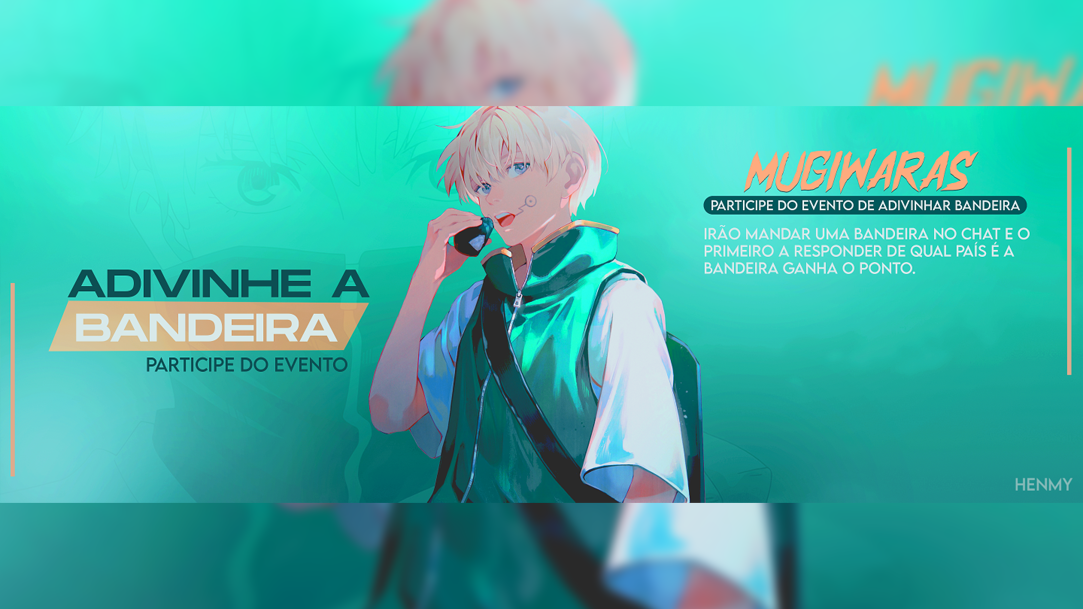 ADIVINHE A
BANDEIRA
PARTICIPE DO EVENTO
MUGIWARAS
PARTICIPE DO EVENTO DE ADIVINHAR BANDEIRA
IRÃO MANDAR UMA BANDEIRA NO CHAT E O
PRIMEIRO A RESPONDER DE QUAL PAÍS É A
BANDEIRA GANHA O PONTO.
HENMY